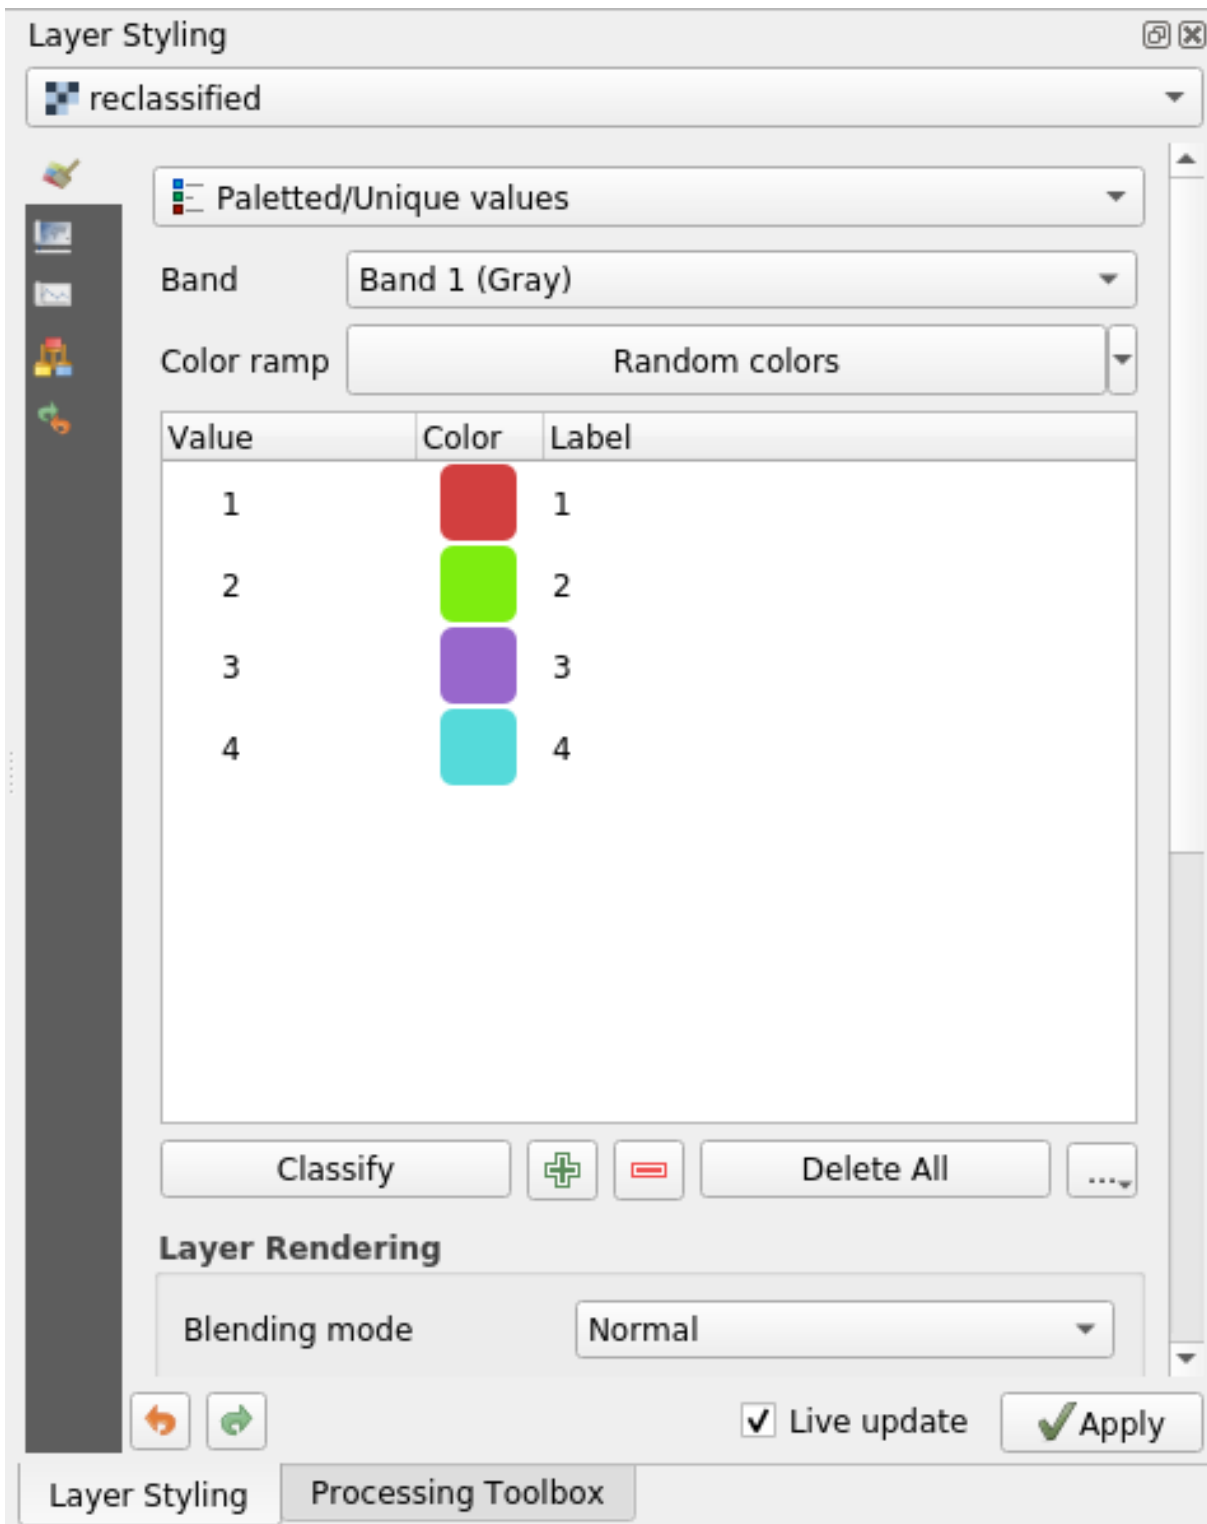 Layer Styling
reclassified
Paletted/Unique values
Band Band 1 (Gray)
Color ramp Random colors
Value Color Label
1 1
2 2
3 3
4 4
Classify Delete All ...
Layer Rendering
Blending mode Normal
Live update Apply
Layer Styling Processing Toolbox